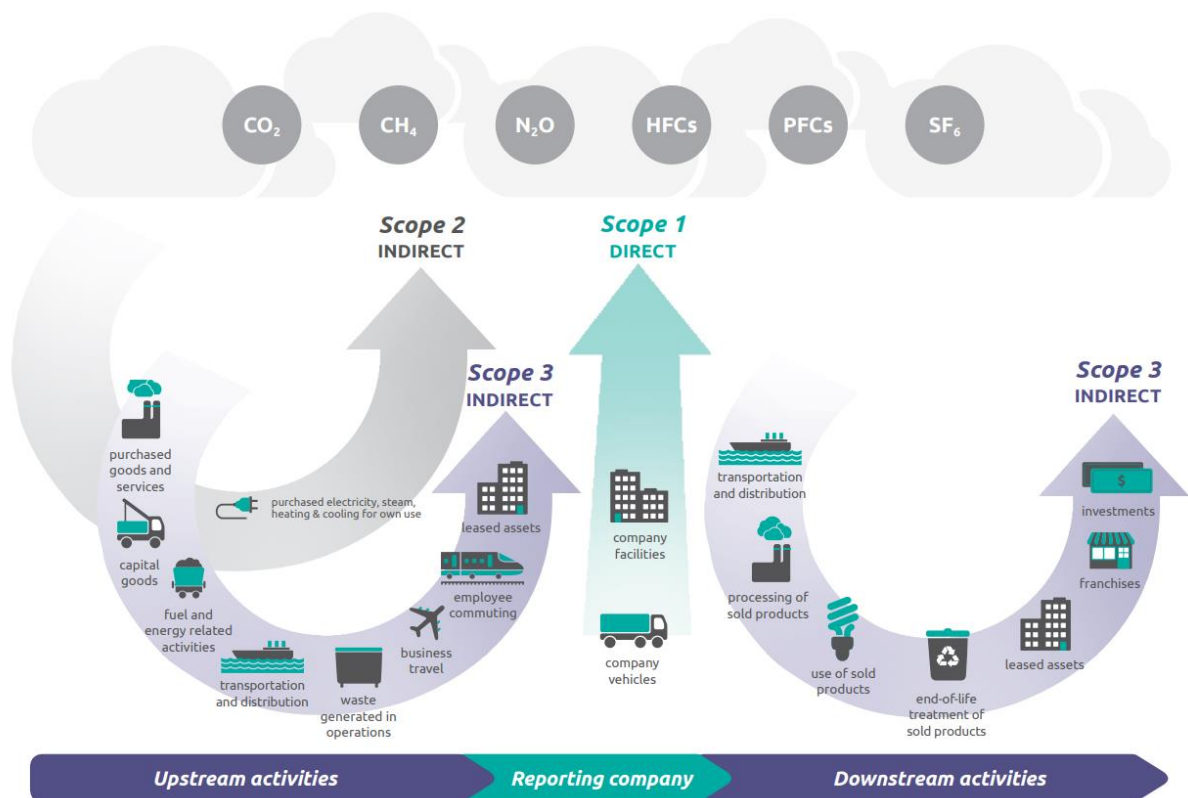 CO₂
CH₄
N₂O
HFCs
PFCs
SF₆
Scope 2
INDIRECT
Scope 1
DIRECT
Scope 3
INDIRECT
Scope 3
INDIRECT
purchased
goods and
services
capital
goods
fuel and
energy related
activities
purchased electricity, steam,
heating & cooling for own use
transportation
and distribution
waste
generated in
operations
business
travel
employee
commuting
leased assets
company
facilities
company
vehicles
transportation
and distribution
processing of
sold products
use of sold
products
end-of-life
treatment of
sold products
leased assets
franchises
$
investments
Upstream activities
Reporting company
Downstream activities